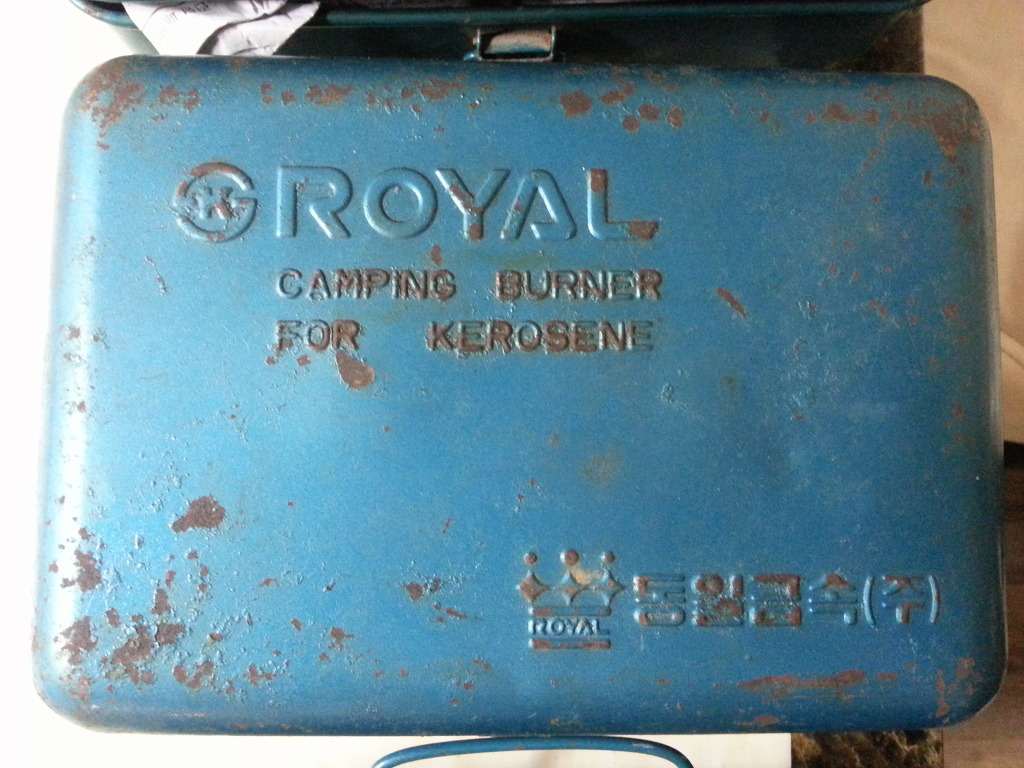 ROYAL
CAMPING BURNER
FOR KEROSENE
ROYAL
동일금속(주)